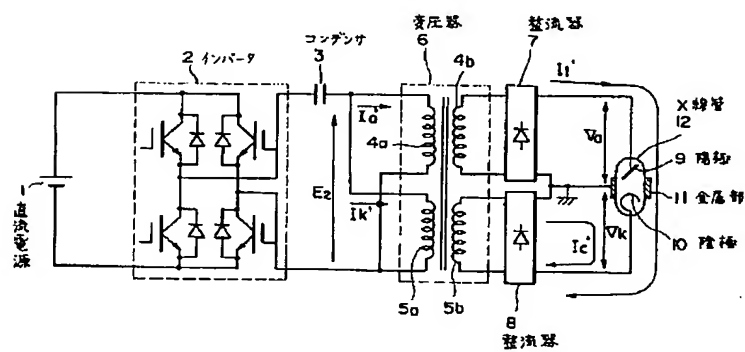 変圧器
6
整流器
7
コンデンサ
3
2 インバータ
4b
I1'
X線管
12
Ia'
4a
Va
9 陽極
1 直流電源
E2
11 金属部
Ik'
Vk
10 陰極
Ic'
5a
5b
8
整流器